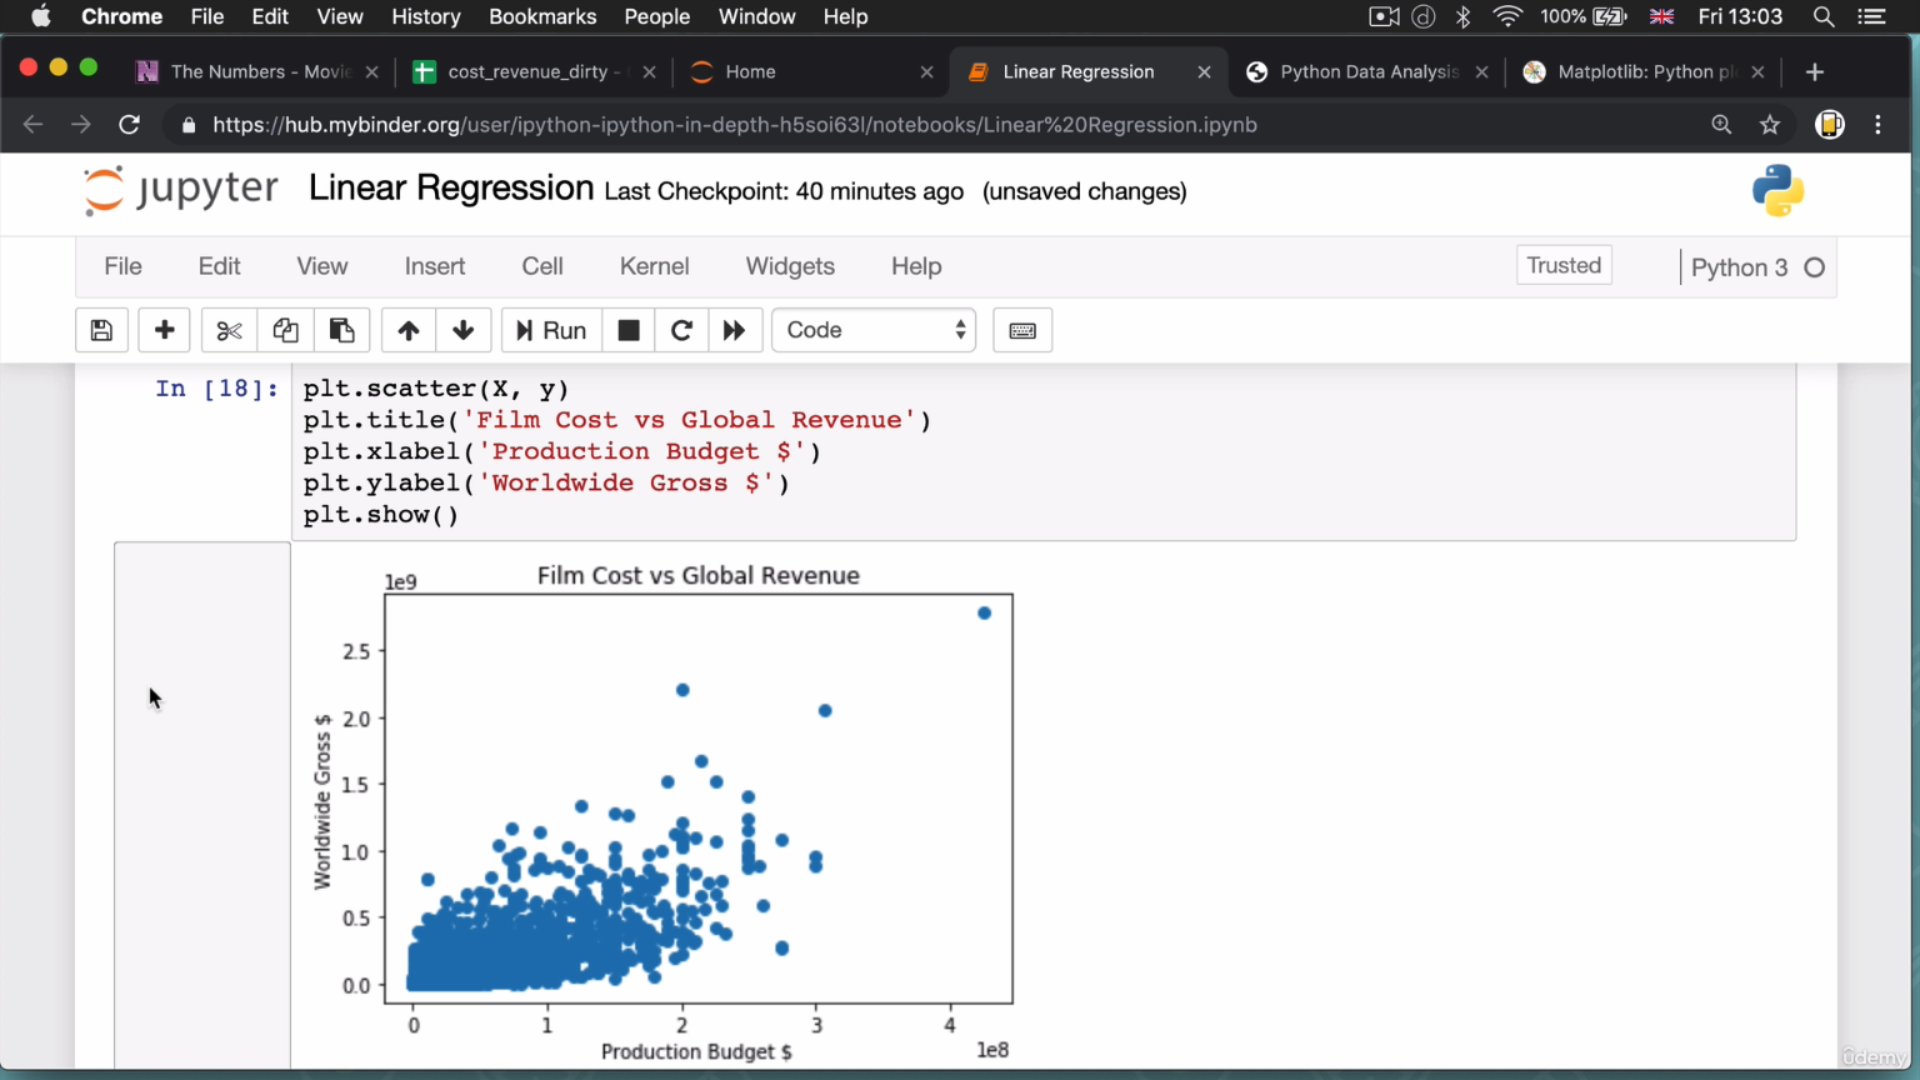 Chrome File Edit View History Bookmarks People Window Help 100% Fri 13:03
The Numbers - Movie cost_revenue_dirty - Home Linear Regression Python Data Analysis Matplotlib: Python pl
https://hub.mybinder.org/user/ipython-ipython-in-depth-h5soi63l/notebooks/Linear%20Regression.ipynb
jupyter Linear Regression Last Checkpoint: 40 minutes ago (unsaved changes)
File Edit View Insert Cell Kernel Widgets Help Trusted Python 3
Run Code
In [18]: plt.scatter(X, y)
plt.title('Film Cost vs Global Revenue')
plt.xlabel('Production Budget $')
plt.ylabel('Worldwide Gross $')
plt.show()
Film Cost vs Global Revenue
1e9
2.5
2.0
1.5
1.0
0.5
0.0
Worldwide Gross $
0 1 2 3 4
Production Budget $ 1e8
ûdemy